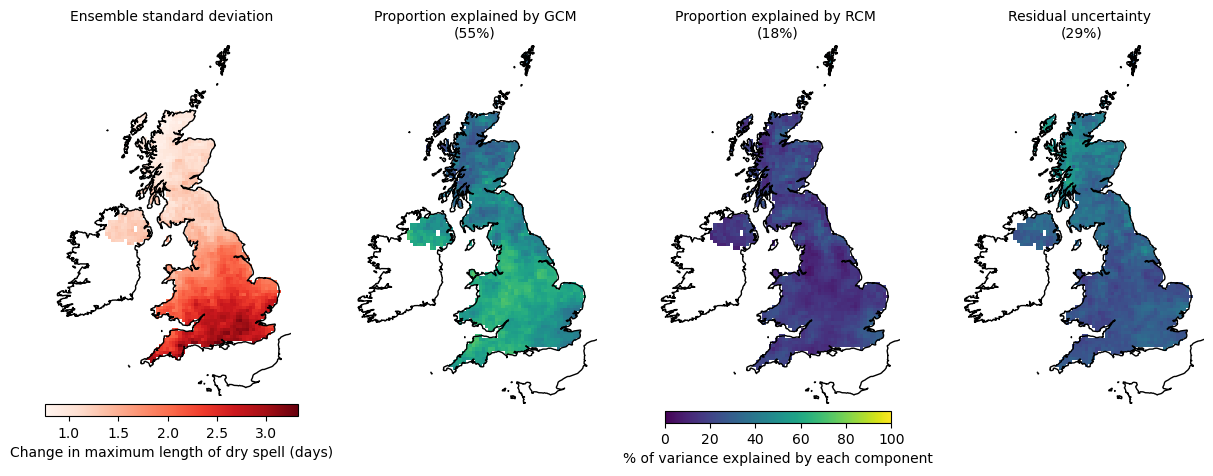 Ensemble standard deviation
Proportion explained by GCM
(55%)
Proportion explained by RCM
(18%)
Residual uncertainty
(29%)
1.0 1.5 2.0 2.5 3.0
Change in maximum length of dry spell (days)
0 20 40 60 80 100
% of variance explained by each component